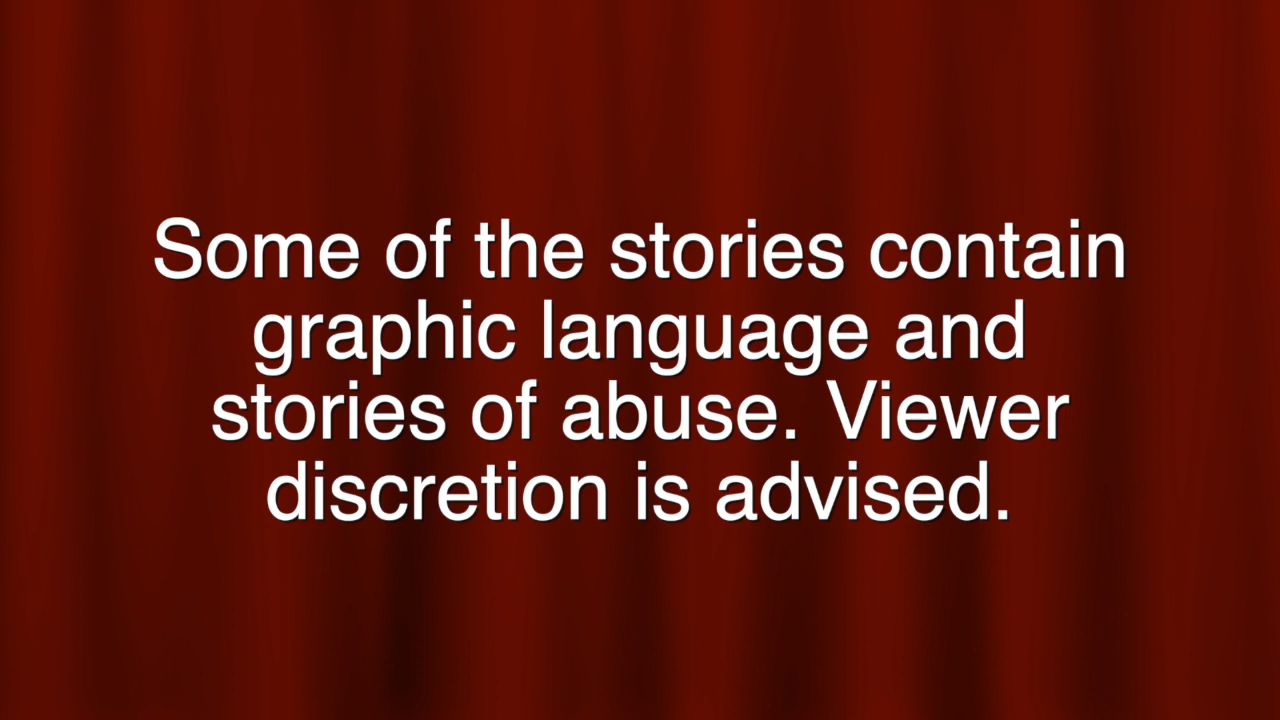 Some of the stories contain
graphic language and
stories of abuse. Viewer
discretion is advised.